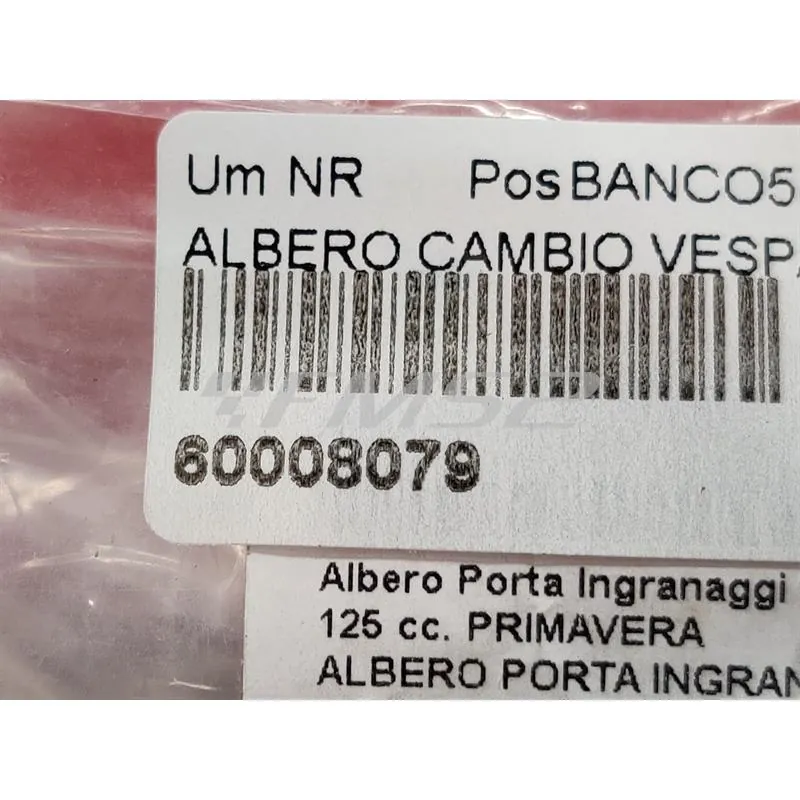 Um NR PosBANCO5
ALBERO CAMBIO VESPA
60008079
Albero Porta Ingranaggi
125 cc. PRIMAVERA
ALBERO PORTA INGRAN